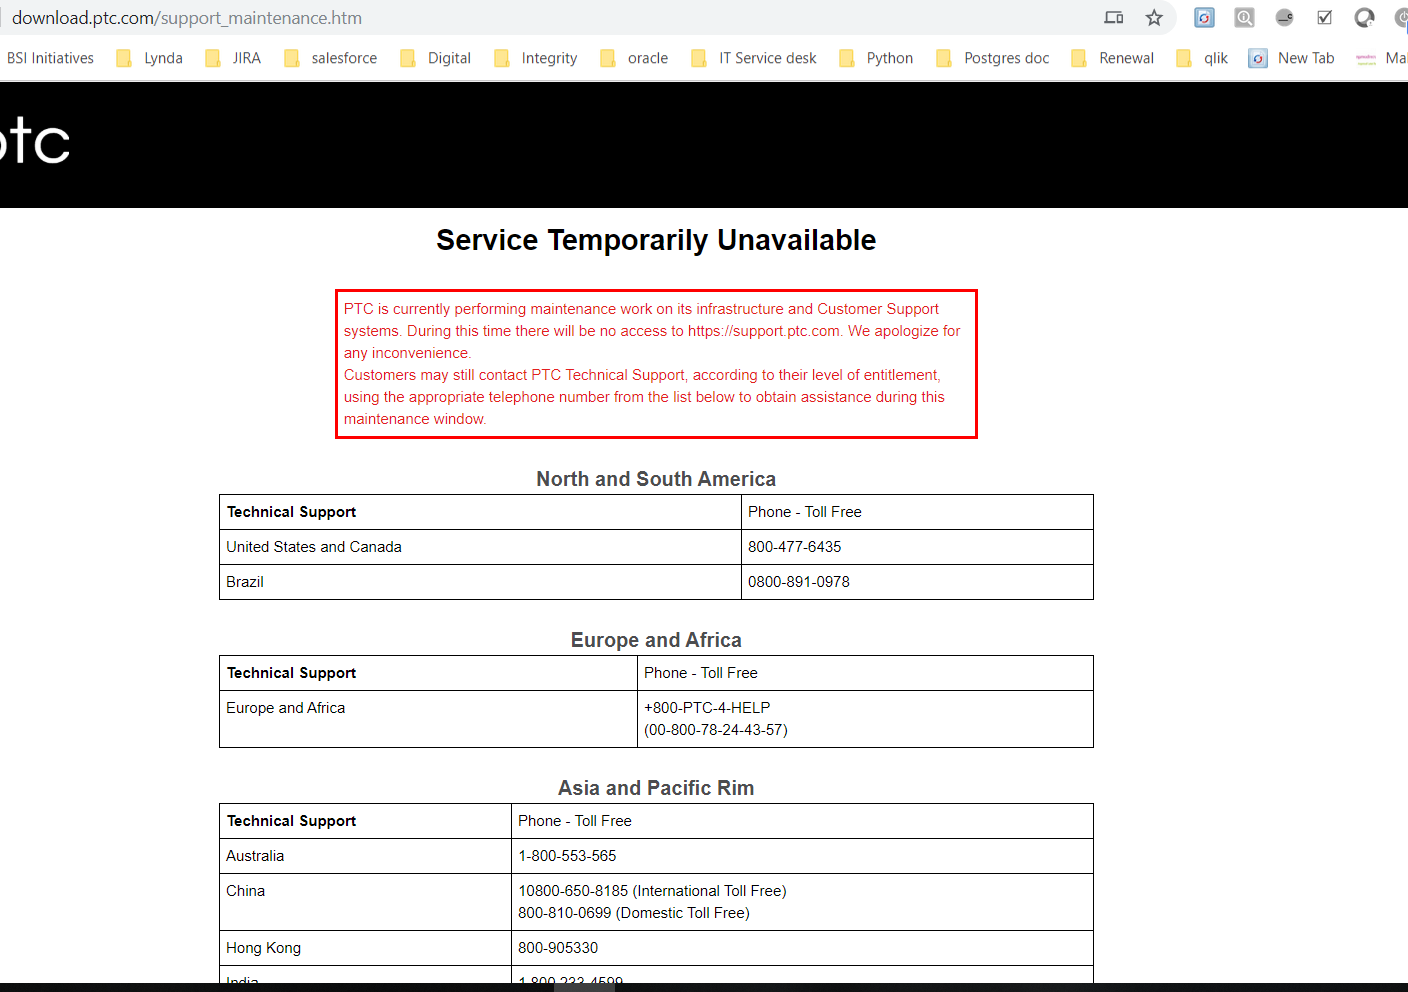 download.ptc.com/support_maintenance.htm
BSI Initiatives Lynda JIRA salesforce Digital Integrity oracle IT Service desk Python Postgres doc Renewal qlik New Tab
ptc
Service Temporarily Unavailable
PTC is currently performing maintenance work on its infrastructure and Customer Support
systems. During this time there will be no access to https://support.ptc.com. We apologize for
any inconvenience.
Customers may still contact PTC Technical Support, according to their level of entitlement,
using the appropriate telephone number from the list below to obtain assistance during this
maintenance window.
North and South America
Technical Support Phone - Toll Free
United States and Canada 800-477-6435
Brazil 0800-891-0978
Europe and Africa
Technical Support Phone - Toll Free
Europe and Africa +800-PTC-4-HELP
(00-800-78-24-43-57)
Asia and Pacific Rim
Technical Support Phone - Toll Free
Australia 1-800-553-565
China 10800-650-8185 (International Toll Free)
800-810-0699 (Domestic Toll Free)
Hong Kong 800-905330
India 1-800-233-4599